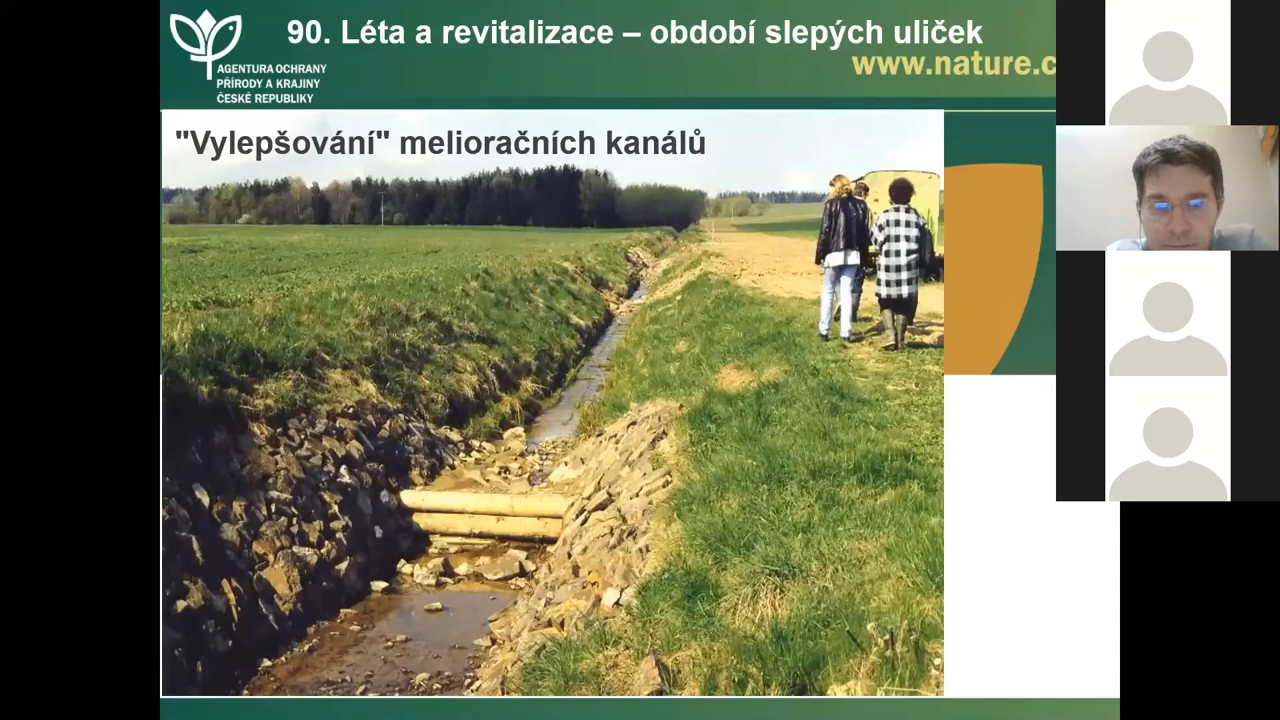 90. Léta a revitalizace – období slepých uliček
www.nature.c
AGENTURA OCHRANY
PŘÍRODY A KRAJINY
ČESKÉ REPUBLIKY
"Vylepšování" melioračních kanálů